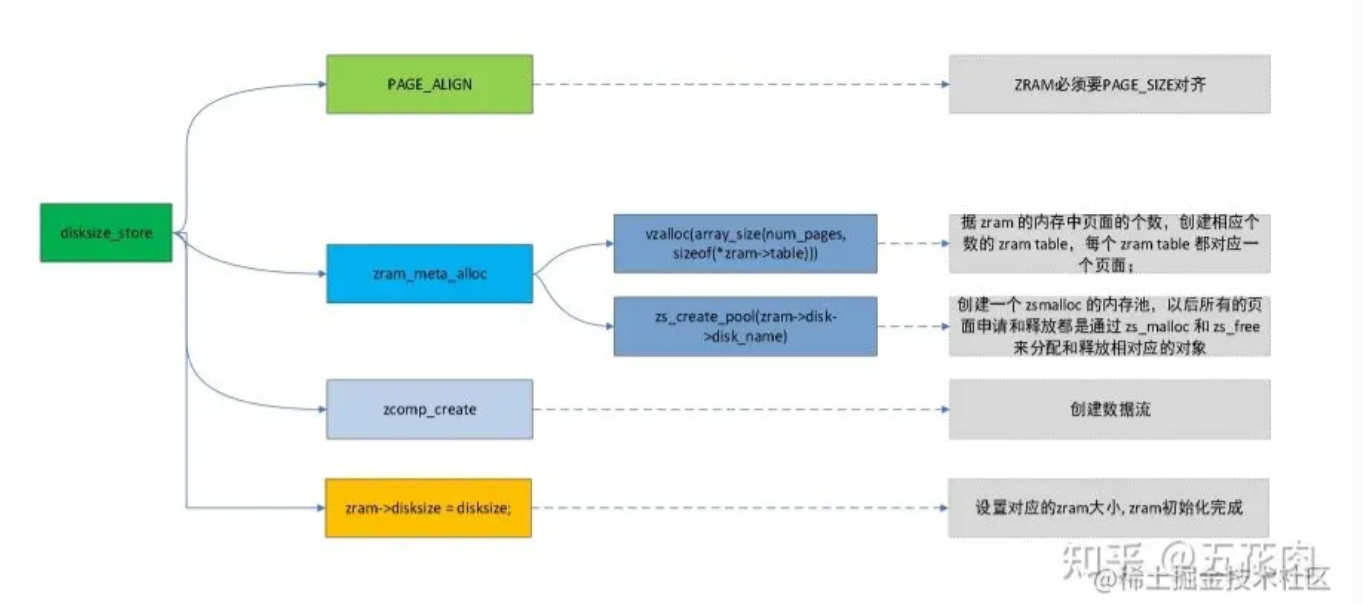 PAGE_ALIGN
ZRAM必须要PAGE_SIZE对齐
disksize_store
zram_meta_alloc
vzalloc(array_size(num_pages,
sizeof(*zram->table)))
据 zram 的内存中页面的个数，创建相应个
数的 zram table，每个 zram table 都对应一
个页面；
zs_create_pool(zram->disk-
>disk_name)
创建一个 zsmalloc 的内存池，以后所有的页
面申请和释放都是通过 zs_malloc 和 zs_free
来分配和释放相对应的对象
zcomp_create
创建数据流
zram->disksize = disksize;
设置对应的zram大小, zram初始化完成
知乎 @五花肉
@稀土掘金技术社区